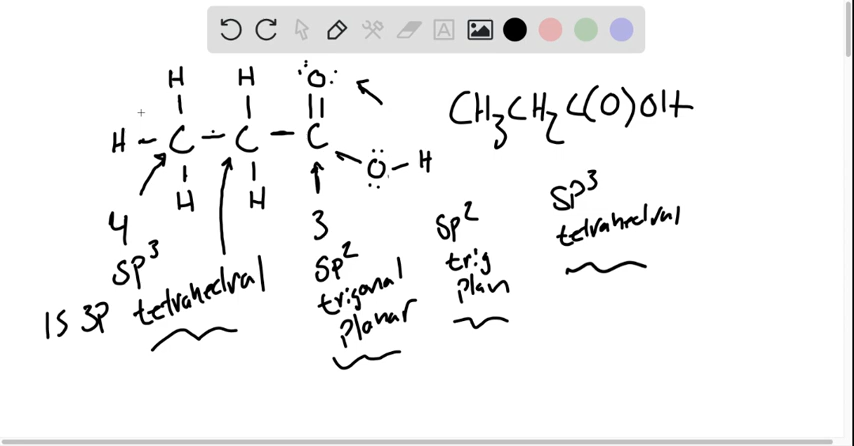 H H :O:
CH3CH2C(O)OH
H - C - C - C
O - H
H H
4 3
sp3 sp2 sp2 sp3
tetrahedral trigonal planar trig plan tetrahedral
1s 3p
A